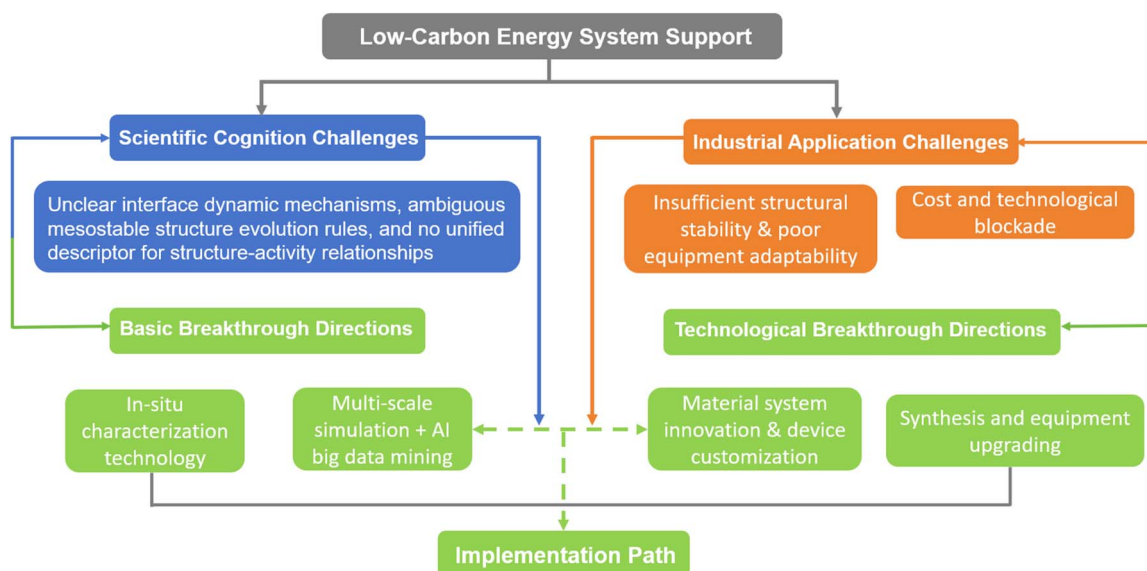 Low-Carbon Energy System Support
Scientific Cognition Challenges
Industrial Application Challenges
Unclear interface dynamic mechanisms, ambiguous
mesostable structure evolution rules, and no unified
descriptor for structure-activity relationships
Insufficient structural
stability & poor
equipment adaptability
Cost and technological
blockade
Basic Breakthrough Directions
Technological Breakthrough Directions
In-situ
characterization
technology
Multi-scale
simulation + AI
big data mining
Material system
innovation & device
customization
Synthesis and equipment
upgrading
Implementation Path